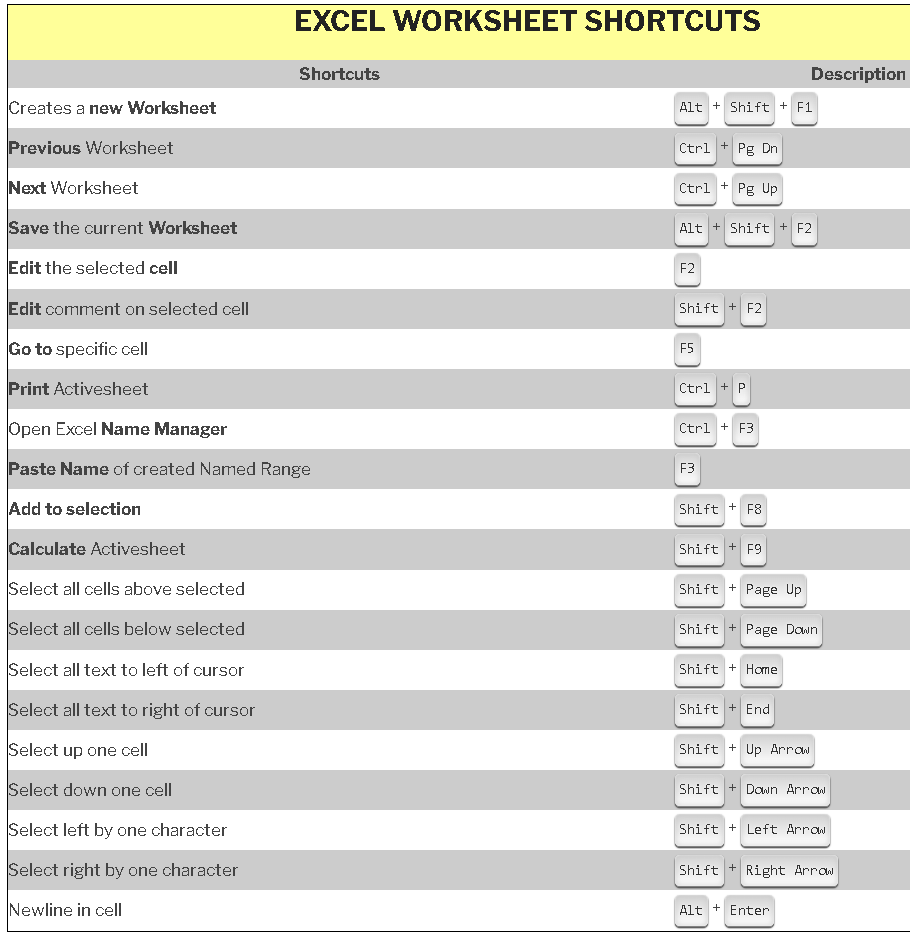 EXCEL WORKSHEET SHORTCUTS
Shortcuts Description
Creates a new Worksheet Alt + Shift + F1
Previous Worksheet Ctrl + Pg Dn
Next Worksheet Ctrl + Pg Up
Save the current Worksheet Alt + Shift + F2
Edit the selected cell F2
Edit comment on selected cell Shift + F2
Go to specific cell F5
Print Activesheet Ctrl + P
Open Excel Name Manager Ctrl + F3
Paste Name of created Named Range F3
Add to selection Shift + F8
Calculate Activesheet Shift + F9
Select all cells above selected Shift + Page Up
Select all cells below selected Shift + Page Down
Select all text to left of cursor Shift + Home
Select all text to right of cursor Shift + End
Select up one cell Shift + Up Arrow
Select down one cell Shift + Down Arrow
Select left by one character Shift + Left Arrow
Select right by one character Shift + Right Arrow
Newline in cell Alt + Enter